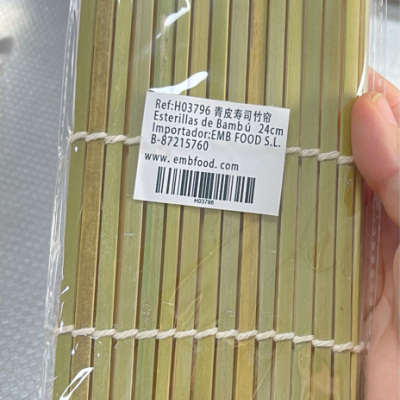 Ref:H03796 青皮寿司竹帘
Esterillas de Bambú 24cm
Importador:EMB FOOD S.L.
B-87215760
www.embfood.com
H03796